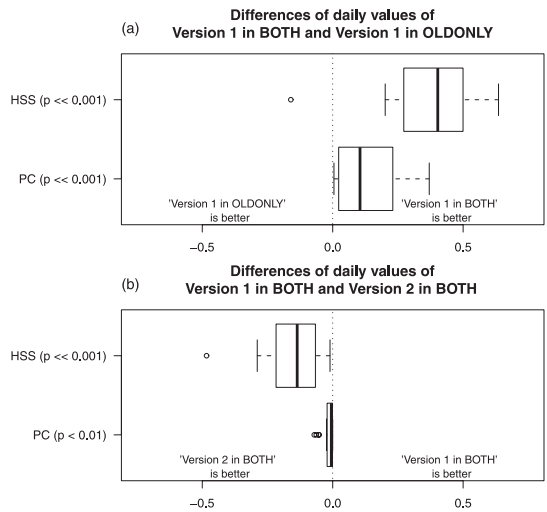 Differences of daily values of
Version 1 in BOTH and Version 1 in OLDONLY
(a)
HSS (p << 0.001)
PC (p << 0.001)
'Version 1 in OLDONLY'
is better
'Version 1 in BOTH'
is better
−0.5 0.0 0.5
Differences of daily values of
Version 1 in BOTH and Version 2 in BOTH
(b)
HSS (p << 0.001)
PC (p < 0.01)
'Version 2 in BOTH'
is better
'Version 1 in BOTH'
is better
−0.5 0.0 0.5